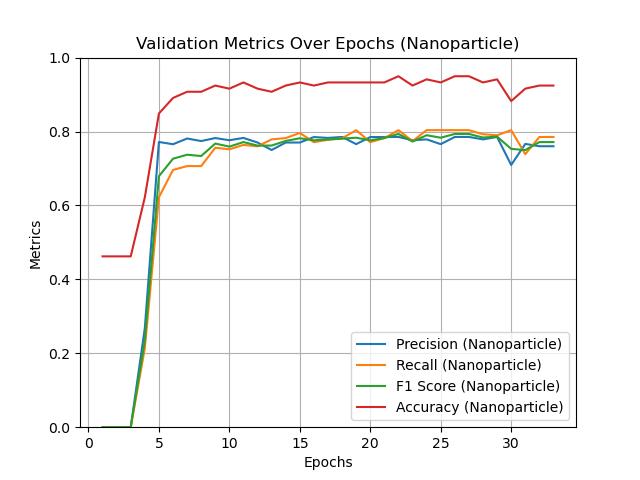 Validation Metrics Over Epochs (Nanoparticle)
1.0
0.8
0.6
0.4
0.2
0.0
Metrics
0 5 10 15 20 25 30
Epochs
Precision (Nanoparticle)
Recall (Nanoparticle)
F1 Score (Nanoparticle)
Accuracy (Nanoparticle)